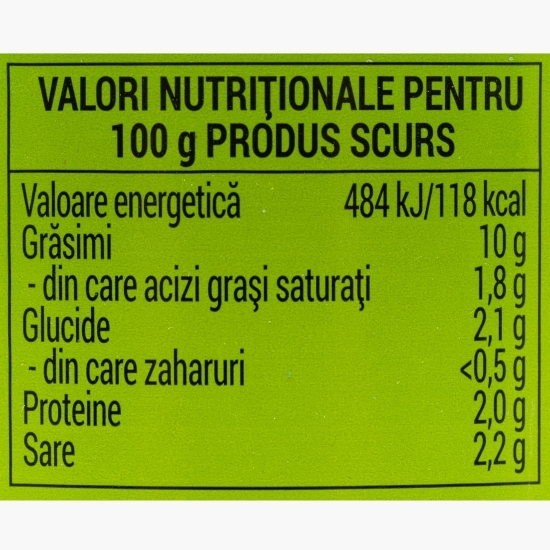 VALORI NUTRIŢIONALE PENTRU
100 g PRODUS SCURS
Valoare energetică 484 kJ/118 kcal
Grăsimi 10 g
- din care acizi graşi saturaţi 1,8 g
Glucide 2,1 g
- din care zaharuri <0,5 g
Proteine 2,0 g
Sare 2,2 g